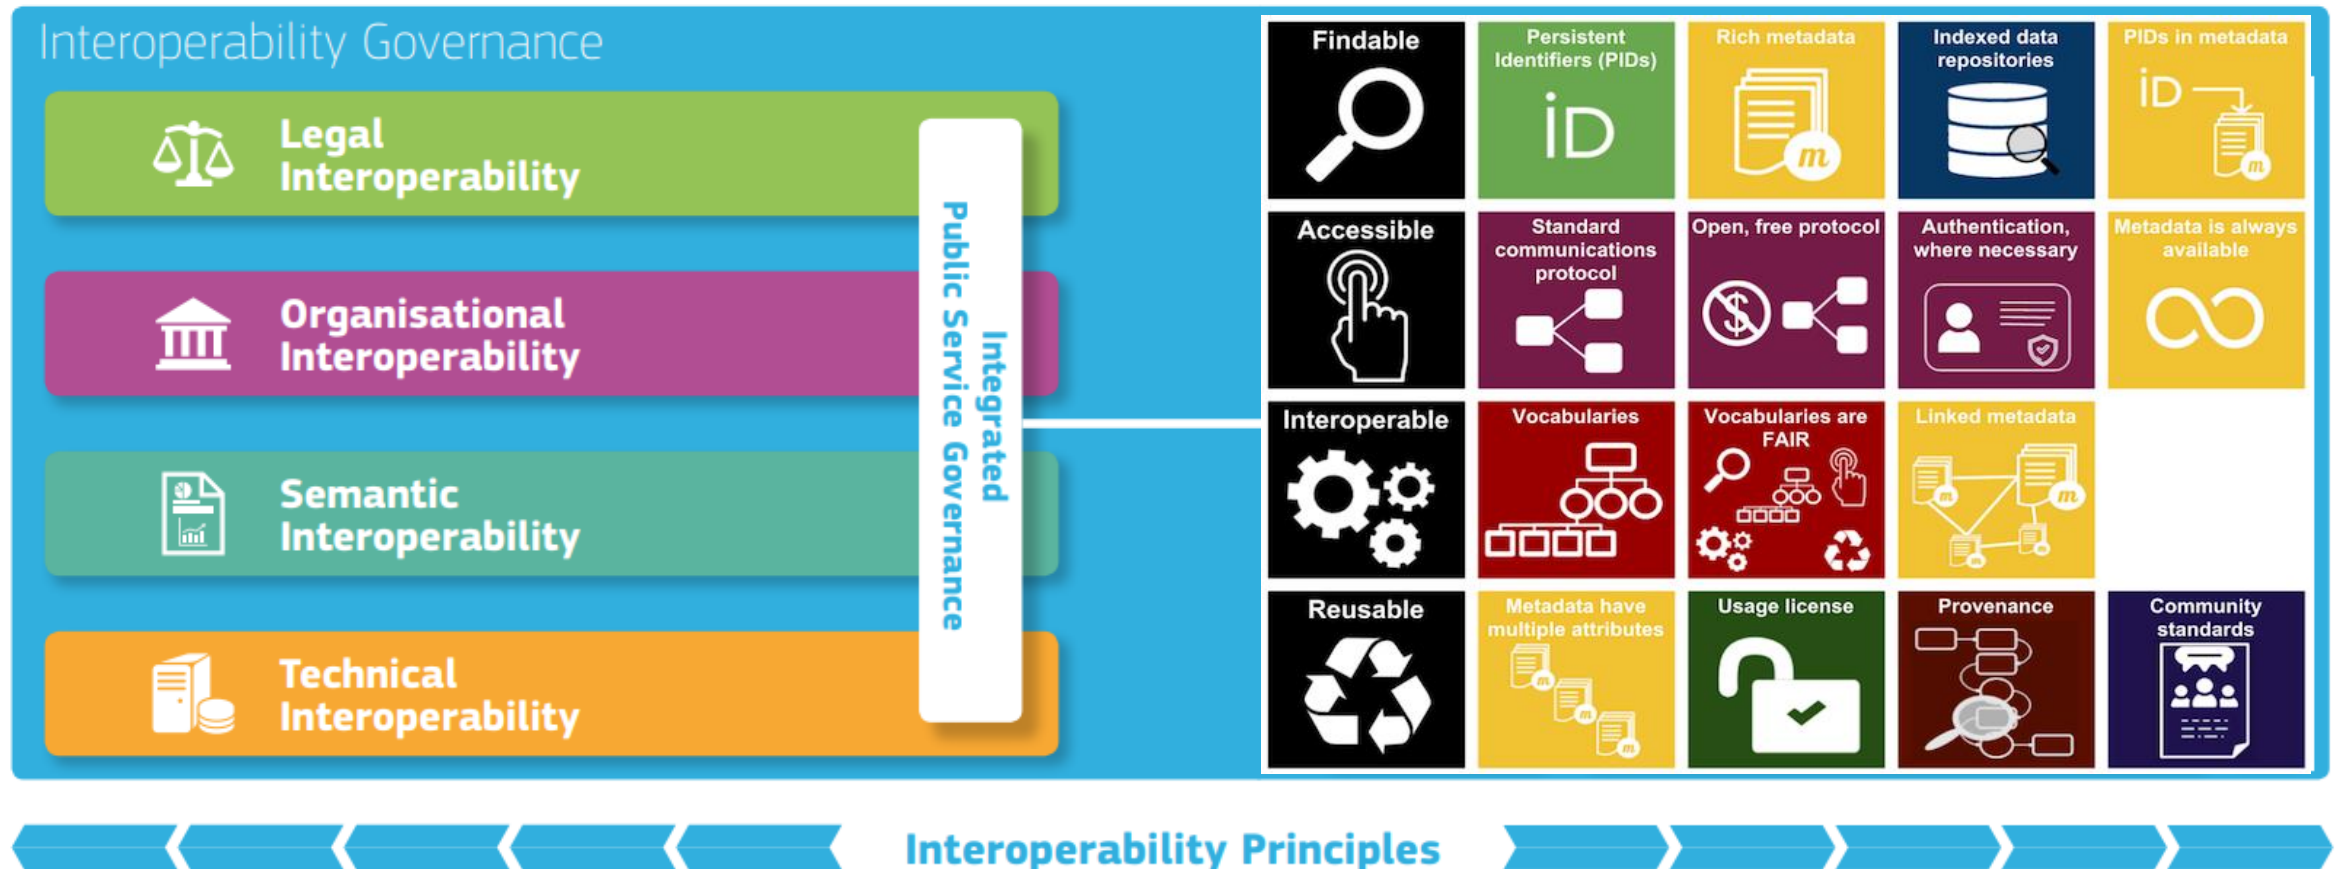 Interoperability Governance
Legal
Interoperability
Organisational
Interoperability
Semantic
Interoperability
Technical
Interoperability
Integrated
Public Service Governance
Findable
Persistent
Identifiers (PIDs)
iD
Rich metadata
m
Indexed data
repositories
PIDs in metadata
iD
m
Accessible
Standard
communications
protocol
Open, free protocol
$
Authentication,
where necessary
Metadata is always
available
Interoperable
Vocabularies
Vocabularies are
FAIR
Linked metadata
m
m
m
m
Reusable
Metadata have
multiple attributes
m
m
m
Usage license
Provenance
Community
standards
Interoperability Principles